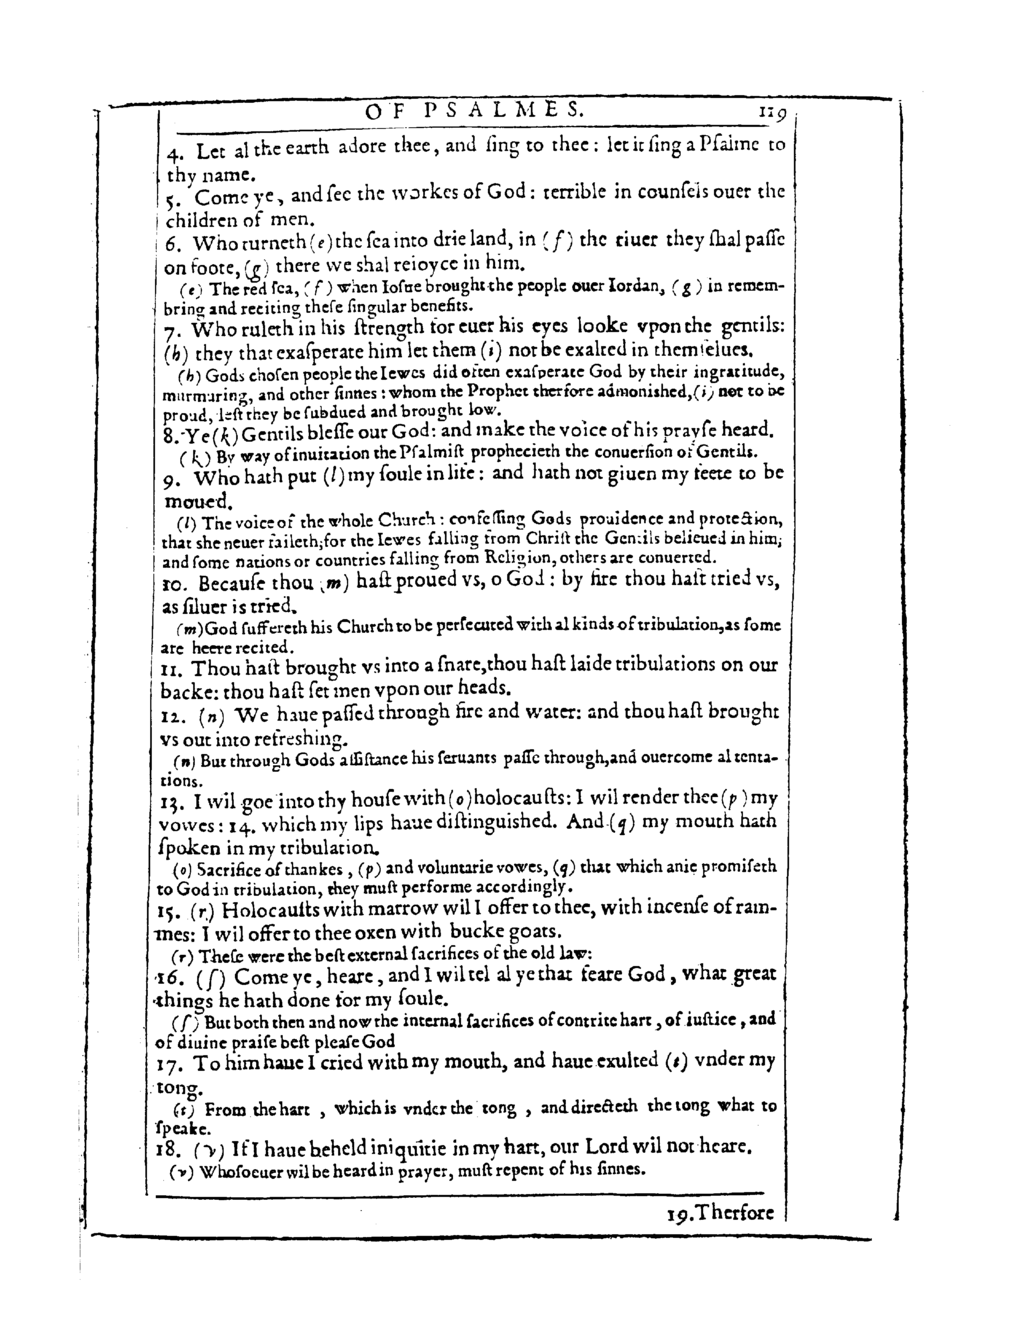 OF PSALMES. 119
4. Let al the earth adore thee, and ſing to thee: let it ſing a Pſalme to
thy name.
5. Come ye, and ſee the workes of God: terrible in counſels ouer the
children of men.
6. Who turneth (e) the ſea into drie land, in (f) the riuer they ſhal paſſe
on foote, (g) there we shal reioyce in him.
(e) The red ſea, (f) when Ioſue brought the people ouer Iordan, (g) in remem-
bring and reciting theſe ſingular benefits.
7. Who ruleth in his ſtrength for euer his eyes looke vpon the gentils:
(h) they that exaſperate him let them (i) not be exalted in themſelues.
(h) Gods choſen people the Iewes did often exaſperate God by their ingratitude,
murmuring, and other ſinnes: whom the Prophet therfore admonished, (i) not to be
proud, leſt they be ſubdued and brought low.
8. Ye (k) Gentils bleſſe our God: and make the voice of his prayſe heard.
(k) By way of inuitation the Pſalmiſt prophecieth the conuerſion of Gentils.
9. Who hath put (l) my ſoule in life: and hath not giuen my feete to be
moued.
(l) The voice of the whole Church: confeſſing Gods prouidence and protection,
that she neuer faileth; for the Iewes falling from Chriſt the Gentils belieued in him;
and ſome nations or countries falling from Religion, others are conuerted.
10. Becauſe thou (m) haſt proued vs, o God: by fire thou haſt tried vs,
as ſiluer is tried.
(m) God ſuffereth his Church to be perſecuted with al kinds of tribulation, as ſome
are heere recited.
11. Thou haſt brought vs into a ſnare, thou haſt laide tribulations on our
backe: thou haſt ſet men vpon our heads.
12. (n) We haue paſſed through fire and water: and thou haſt brought
vs out into refreshing.
(n) But through Gods aſſiſtance his ſeruants paſſe through, and ouercome al tenta-
tions.
13. I wil goe into thy houſe with (o) holocauſts: I wil render thee (p) my
vowes: 14. which my lips haue diſtinguished. And (q) my mouth hath
ſpoken in my tribulation.
(o) Sacrifice of thankes, (p) and voluntarie vowes, (q) that which anie promiſeth
to God in tribulation, they muſt performe accordingly.
15. (r) Holocauſts with marrow wil I offer to thee, with incenſe of ram-
mes: I wil offer to thee oxen with bucke goats.
(r) Theſe were the beſt external ſacrifices of the old law:
16. (ſ) Come ye, heare, and I wil tel al ye that feare God, what great
things he hath done for my ſoule.
(ſ) But both then and now the internal ſacrifices of contrite hart, of iuſtice, and
of diuine praiſe beſt pleaſe God
17. To him haue I cried with my mouth, and haue exulted (t) vnder my
tong.
(t) From the hart, which is vnder the tong, and directeth the tong what to
ſpeake.
18. (v) If I haue beheld iniquitie in my hart, our Lord wil not heare.
(v) Whoſoeuer wil be heard in prayer, muſt repent of his ſinnes.
19. Therfore